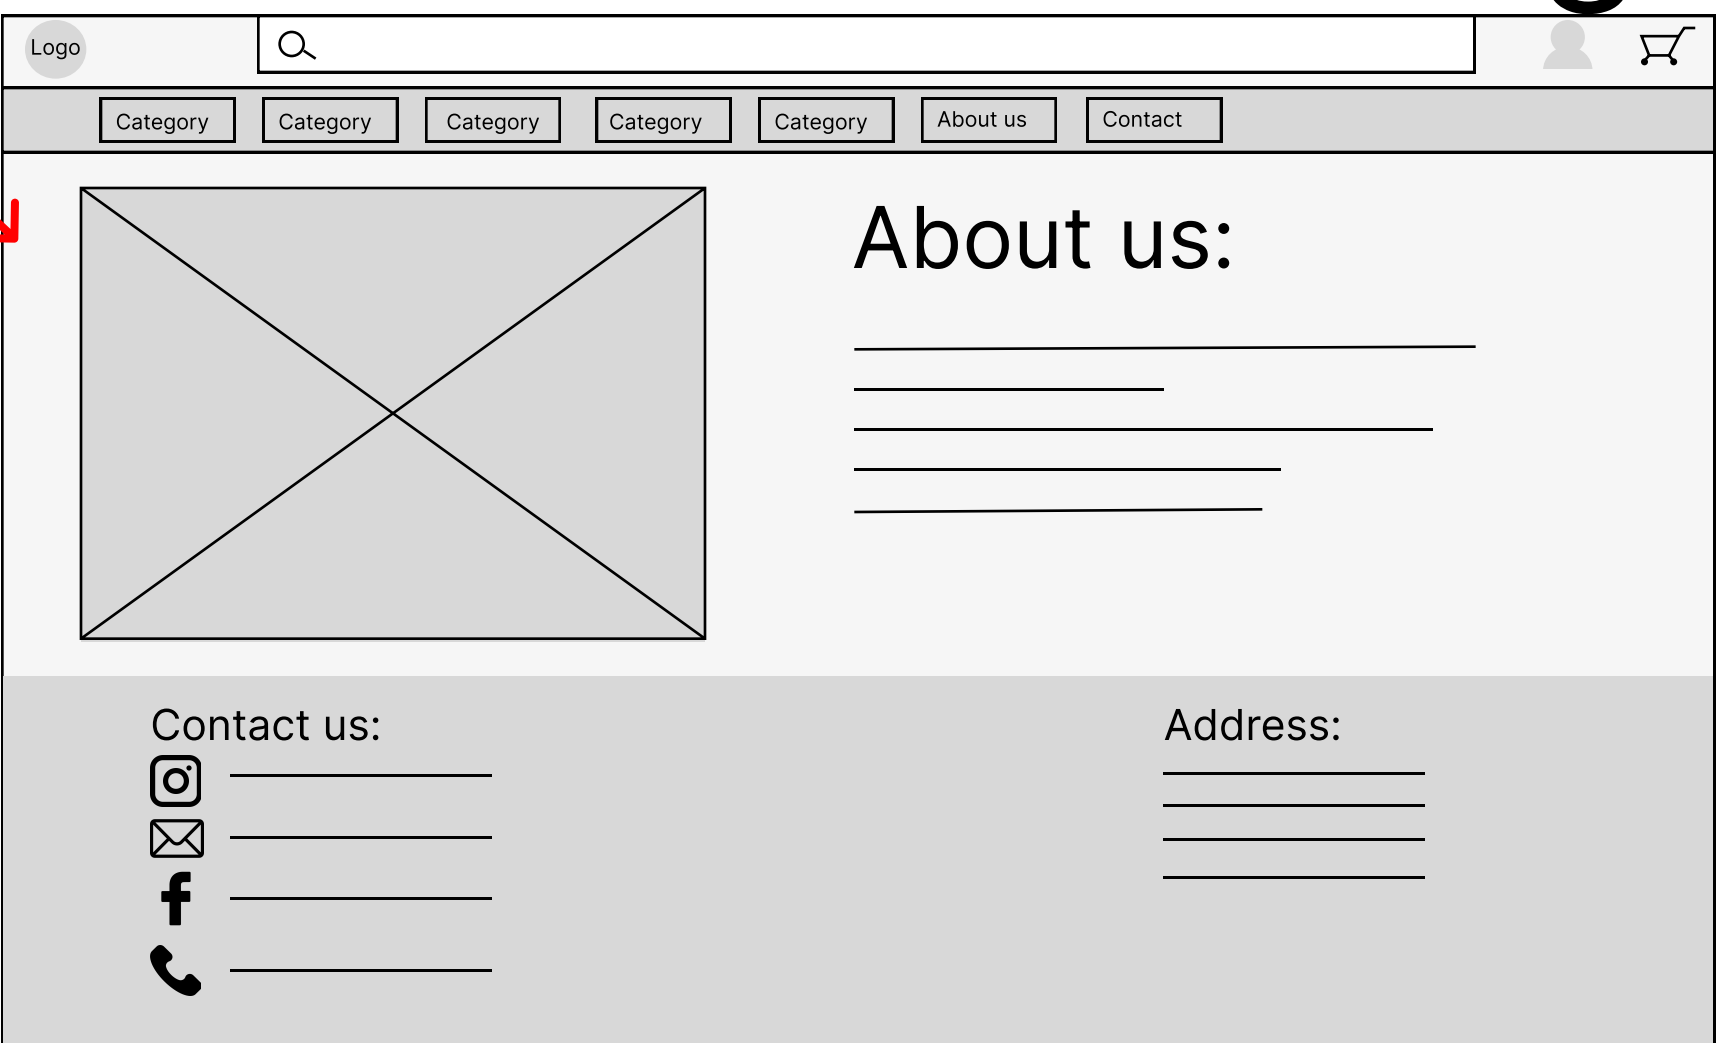 Logo
Category
Category
Category
Category
Category
About us
Contact
About us:
Contact us:
Address: